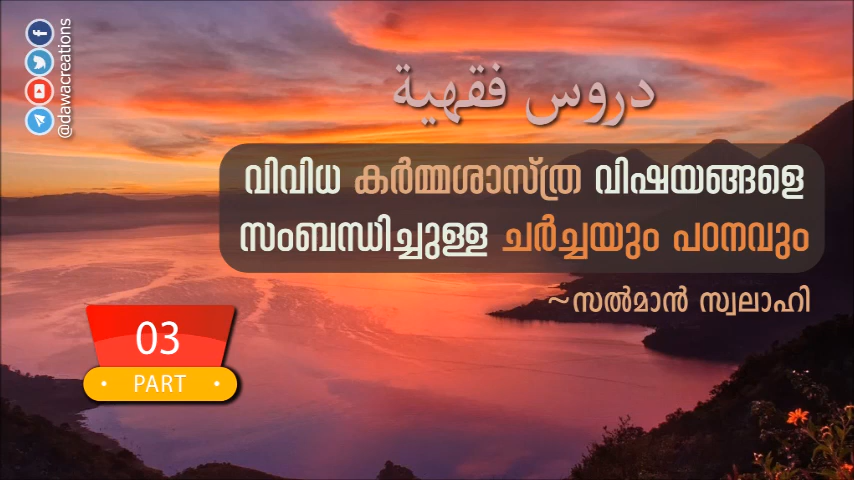 @dawacreations
دروس فقهية
വിവിധ കർമ്മശാസ്ത്ര വിഷയങ്ങളെ
സംബന്ധിച്ചുള്ള ചർച്ചയും പഠനവും
~സൽമാൻ സ്വലാഹി
03
• PART •